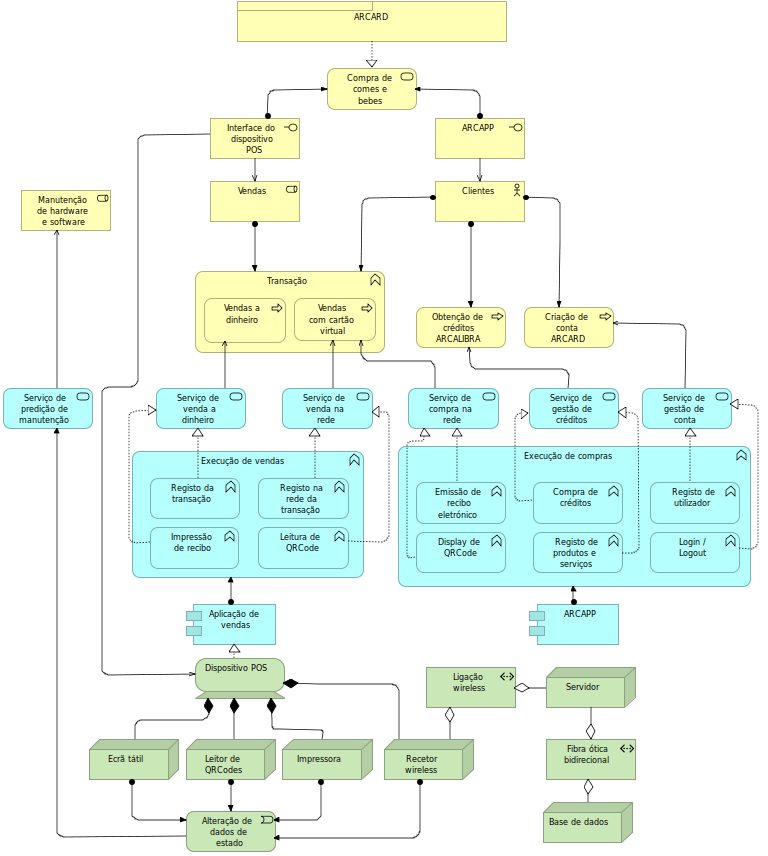 ARCARD
Compra de
comes e
bebes
Interface do
dispositivo
POS
ARCAPP
Manutenção
de hardware
e software
Vendas
Clientes
Transação
Vendas a
dinheiro
Vendas
com cartão
virtual
Obtenção de
créditos
ARCALIBRA
Criação de
conta
ARCARD
Serviço de
predição de
manutenção
Serviço de
venda a
dinheiro
Serviço de
venda na
rede
Serviço de
compra na
rede
Serviço de
gestão de
créditos
Serviço de
gestão de
conta
Execução de vendas
Registo da
transação
Registo na
rede da
transação
Impressão
de recibo
Leitura de
QRCode
Execução de compras
Emissão de
recibo
eletrónico
Compra de
créditos
Registo de
utilizador
Display de
QRCode
Registo de
produtos e
serviços
Login /
Logout
Aplicação de
vendas
ARCAPP
Dispositivo POS
Ligação
wireless
Servidor
Ecrã tátil
Leitor de
QRCodes
Impressora
Recetor
wireless
Fibra ótica
bidirecional
Alteração de
dados de
estado
Base de dados